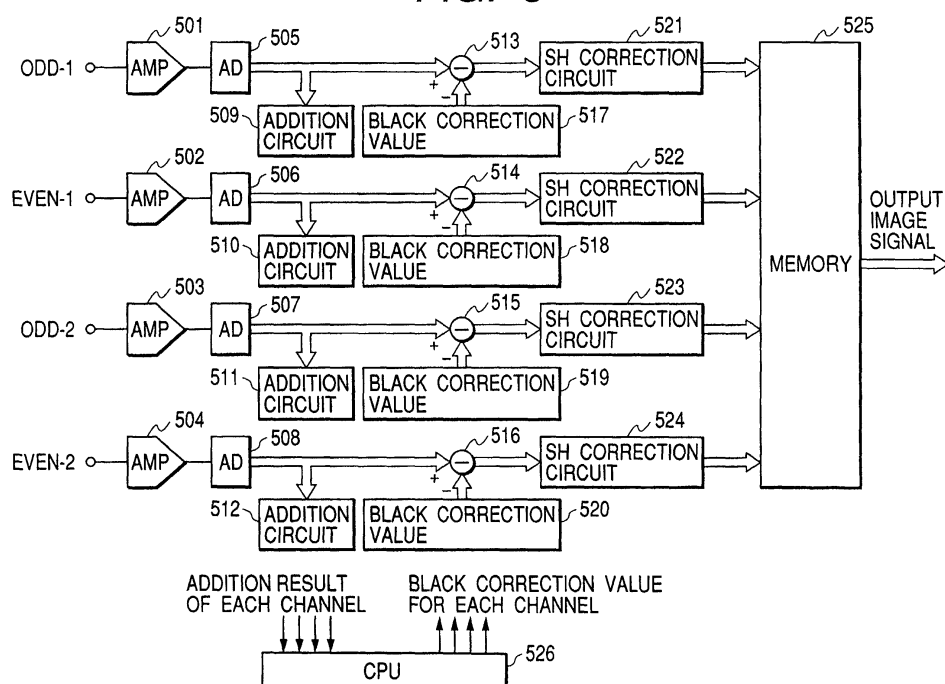 501
505
513
521
525
ODD-1
AMP
AD
+
−
−
SH CORRECTION
CIRCUIT
509
ADDITION
CIRCUIT
BLACK CORRECTION
VALUE
517
502
506
514
522
EVEN-1
AMP
AD
+
−
−
SH CORRECTION
CIRCUIT
510
ADDITION
CIRCUIT
BLACK CORRECTION
VALUE
518
OUTPUT
IMAGE
SIGNAL
MEMORY
503
507
515
523
ODD-2
AMP
AD
+
−
−
SH CORRECTION
CIRCUIT
511
ADDITION
CIRCUIT
BLACK CORRECTION
VALUE
519
504
508
516
524
EVEN-2
AMP
AD
+
−
−
SH CORRECTION
CIRCUIT
512
ADDITION
CIRCUIT
BLACK CORRECTION
VALUE
520
ADDITION RESULT
OF EACH CHANNEL
BLACK CORRECTION VALUE
FOR EACH CHANNEL
CPU
526